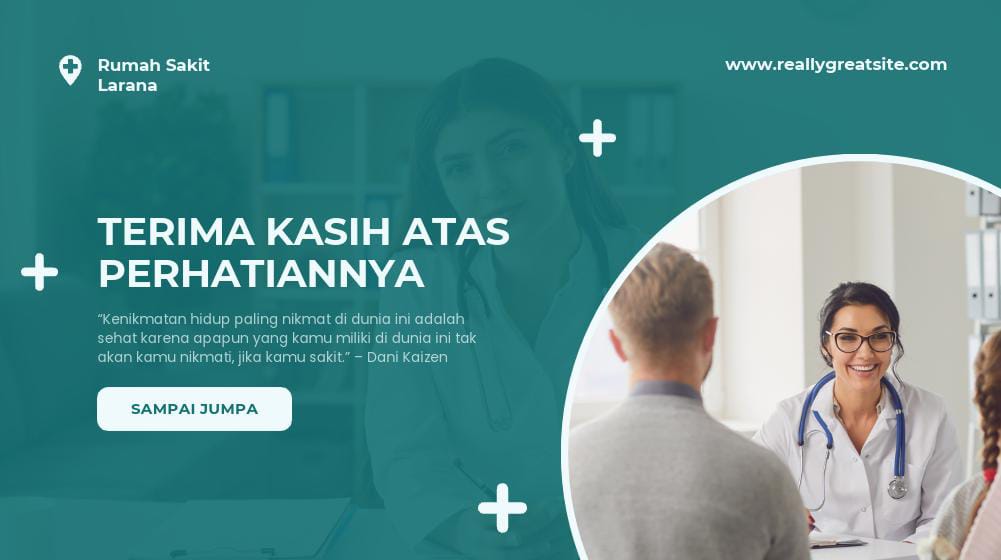 Rumah Sakit
Larana
www.reallygreatsite.com
TERIMA KASIH ATAS
PERHATIANNYA
“Kenikmatan hidup paling nikmat di dunia ini adalah
sehat karena apapun yang kamu miliki di dunia ini tak
akan kamu nikmati, jika kamu sakit.” – Dani Kaizen
SAMPAI JUMPA